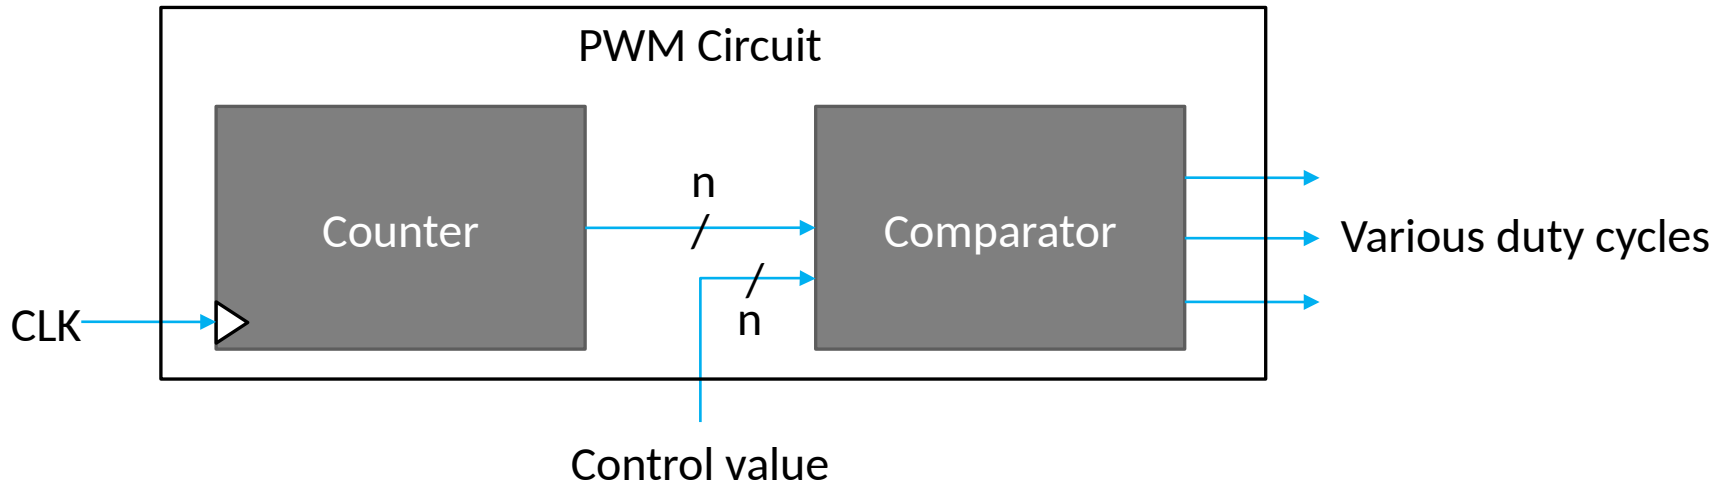 PWM Circuit
n
Counter
Comparator
Various duty cycles
CLK
n
Control value